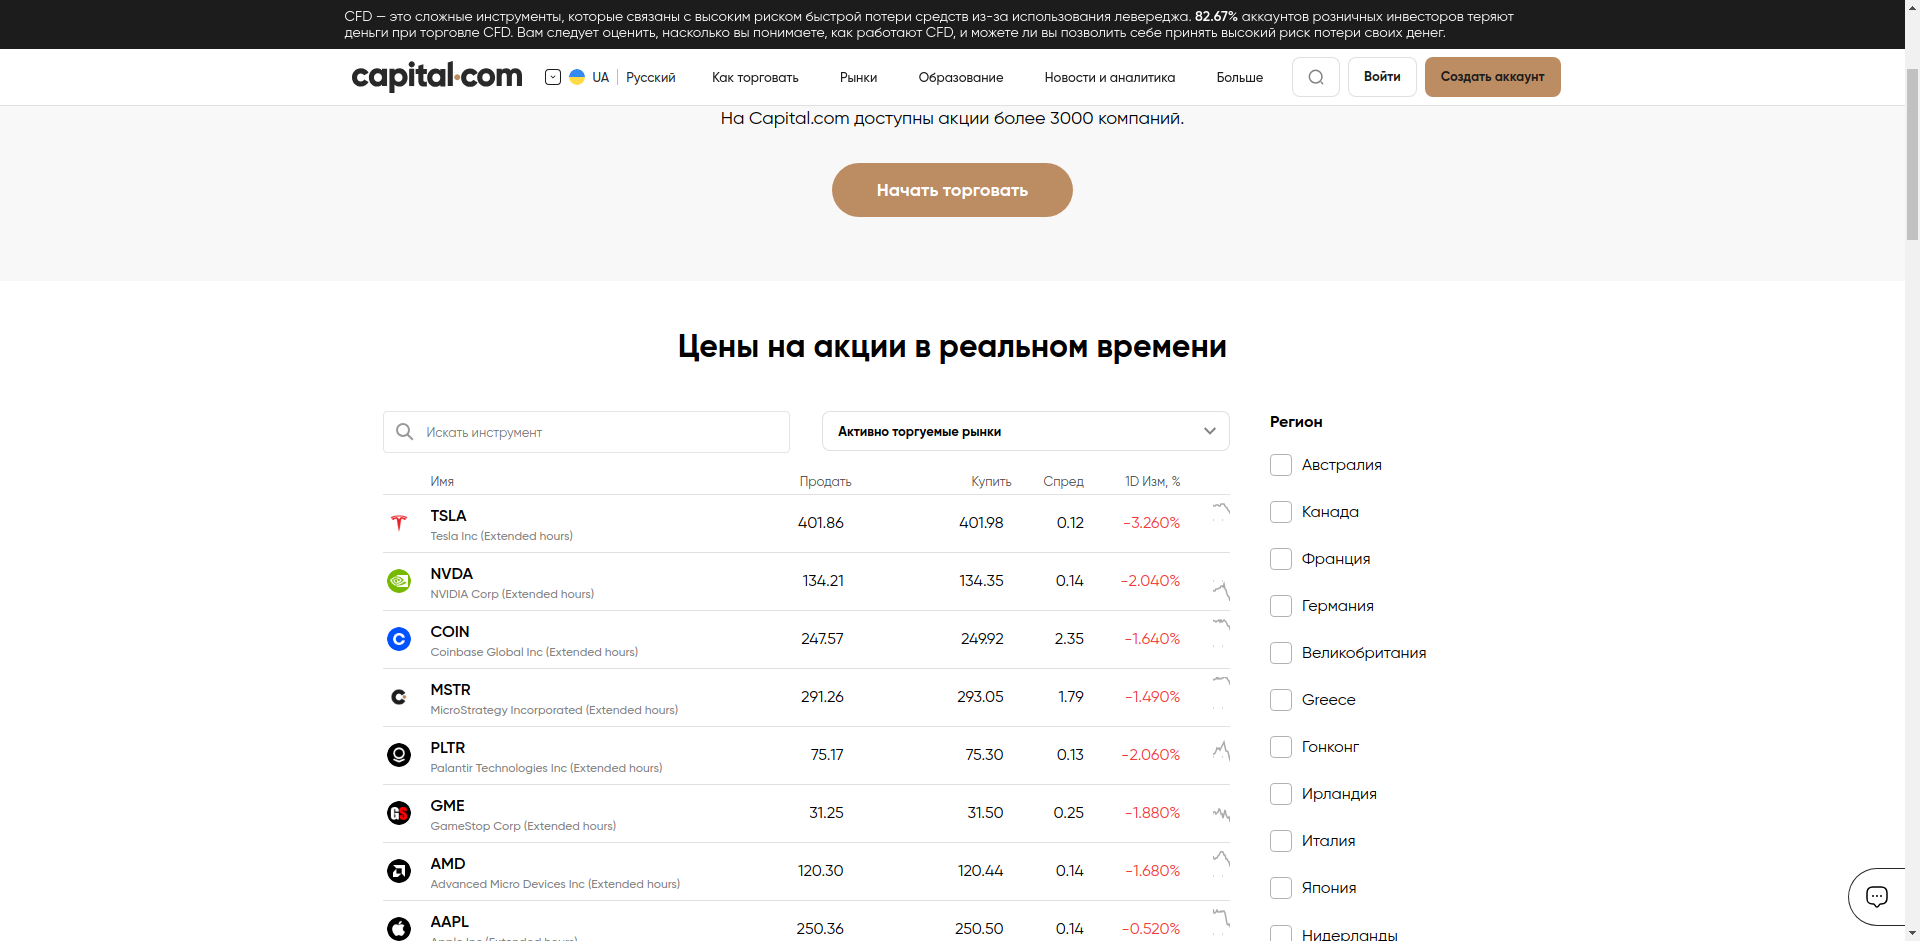 CFD — это сложные инструменты, которые связаны с высоким риском быстрой потери средств из-за использования левереджа. 82.67% аккаунтов розничных инвесторов теряют
деньги при торговле CFD. Вам следует оценить, насколько вы понимаете, как работают CFD, и можете ли вы позволить себе принять высокий риск потери своих денег.
capital.com UA Русский Как торговать Рынки Образование Новости и аналитика Больше Войти Создать аккаунт
На Capital.com доступны акции более 3000 компаний.
Начать торговать
Цены на акции в реальном времени
Искать инструмент
Активно торгуемые рынки
Имя Продать Купить Спред 1D Изм, %
TSLA 401.86 401.98 0.12 -3.260%
Tesla Inc (Extended hours)
NVDA 134.21 134.35 0.14 -2.040%
NVIDIA Corp (Extended hours)
COIN 247.57 249.92 2.35 -1.640%
Coinbase Global Inc (Extended hours)
MSTR 291.26 293.05 1.79 -1.490%
MicroStrategy Incorporated (Extended hours)
PLTR 75.17 75.30 0.13 -2.060%
Palantir Technologies Inc (Extended hours)
GME 31.25 31.50 0.25 -1.880%
GameStop Corp (Extended hours)
AMD 120.30 120.44 0.14 -1.680%
Advanced Micro Devices Inc (Extended hours)
AAPL 250.36 250.50 0.14 -0.520%
Apple Inc (Extended hours)
Регион
Австралия
Канада
Франция
Германия
Великобритания
Greece
Гонконг
Ирландия
Италия
Япония
Нидерланды